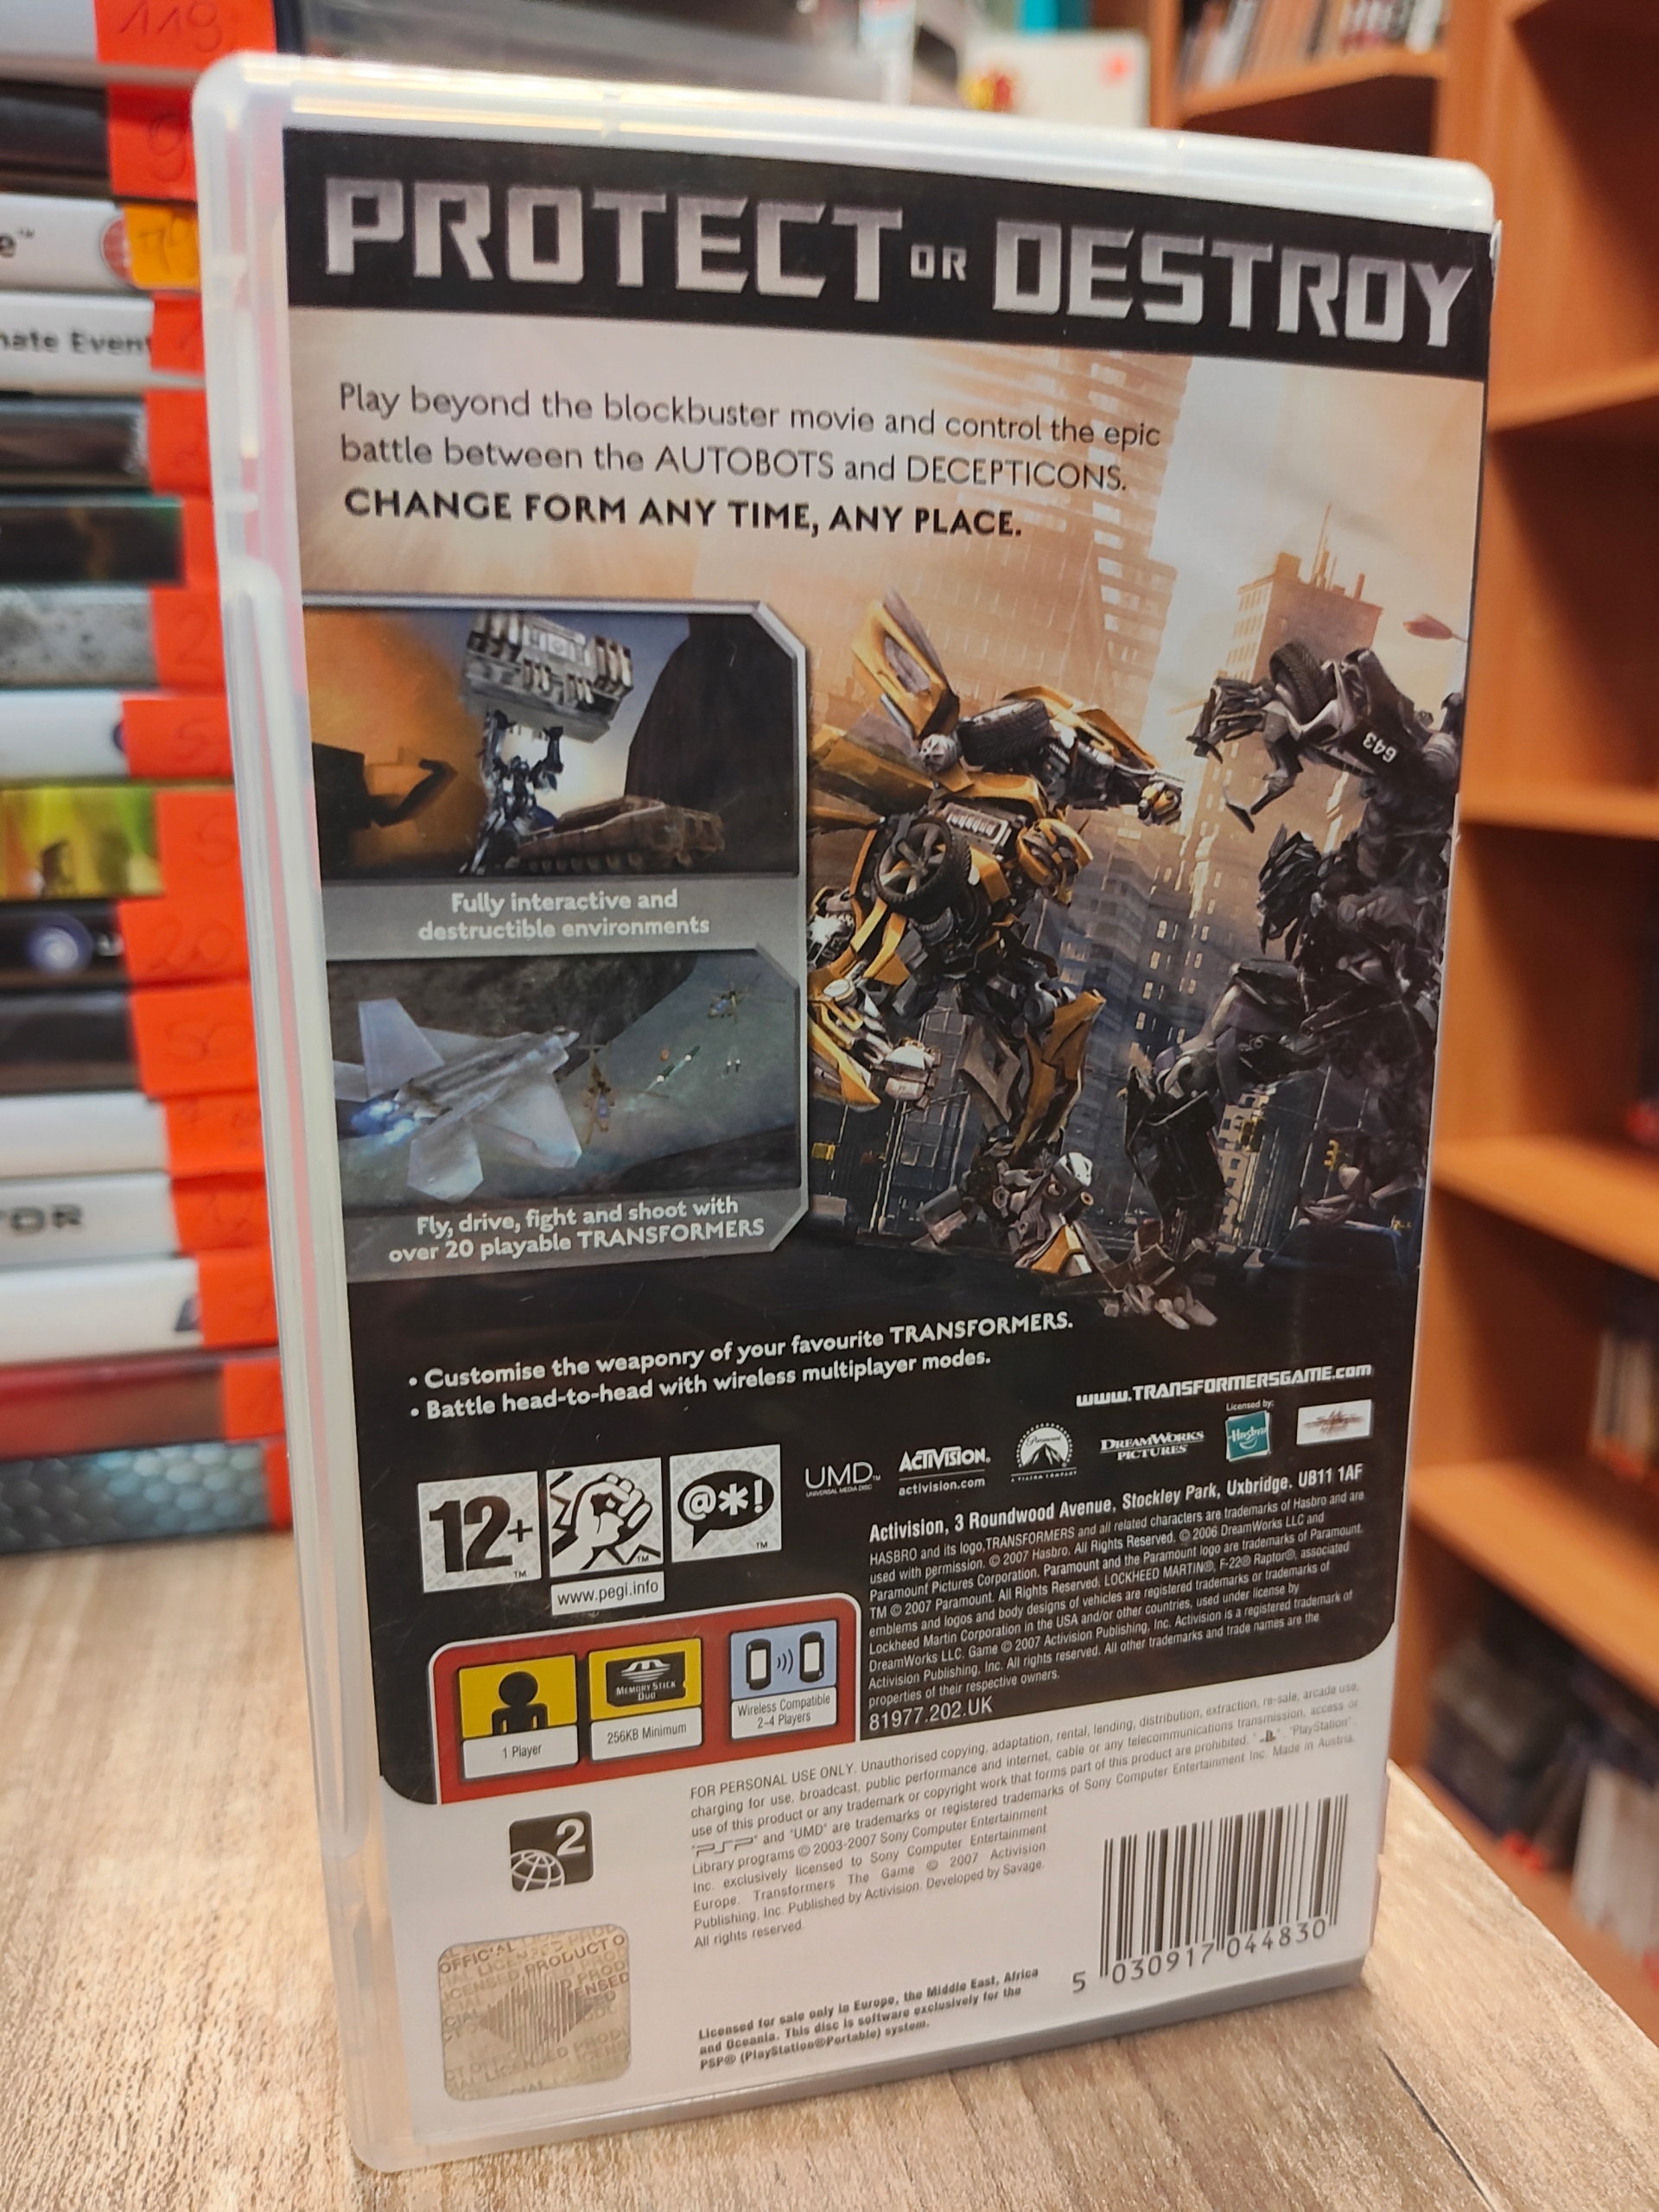 PROTECT OR DESTROY
Play beyond the blockbuster movie and control the epic
battle between the AUTOBOTS and DECEPTICONS.
CHANGE FORM ANY TIME, ANY PLACE.
643
Fully interactive and
destructible environments
Fly, drive, fight and shoot with
over 20 playable TRANSFORMERS
• Customise the weaponry of your favourite TRANSFORMERS.
• Battle head-to-head with wireless multiplayer modes.
www.TRANSFORMERSGAME.com
Licensed by:
12+™
™
@*!
™
www.pegi.info
UMD™
UNIVERSAL MEDIA DISC
ACTIVISION.
activision.com
Paramount
DREAMWORKS
PICTURES
Hasbro
Activision, 3 Roundwood Avenue, Stockley Park, Uxbridge. UB11 1AF
HASBRO and its logo,TRANSFORMERS and all related characters are trademarks of Hasbro and are
used with permission. © 2007 Hasbro. All Rights Reserved. © 2006 DreamWorks LLC and
Paramount Pictures Corporation. Paramount and the Paramount logo are trademarks of Paramount.
TM © 2007 Paramount. All Rights Reserved. LOCKHEED MARTIN®, F-22® Raptor®, associated
emblems and logos and body designs of vehicles are registered trademarks or trademarks of
Lockheed Martin Corporation in the USA and/or other countries, used under license by
DreamWorks LLC. Game © 2007 Activision Publishing, Inc. Activision is a registered trademark of
Activision Publishing, Inc. All rights reserved. All other trademarks and trade names are the
properties of their respective owners.
81977.202.UK
MEMORY STICK
DUO
1 Player
256KB Minimum
Wireless Compatible
2-4 Players
FOR PERSONAL USE ONLY. Unauthorised copying, adaptation, rental, lending, distribution, extraction, re-sale, arcade use,
charging for use, broadcast, public performance and internet, cable or any telecommunications transmission, access or
use of this product or any trademark or copyright work that forms part of this product are prohibited. " ", "PlayStation",
"PSP" and "UMD" are trademarks or registered trademarks of Sony Computer Entertainment Inc. Made in Austria.
Library programs © 2003-2007 Sony Computer Entertainment
Inc. exclusively licensed to Sony Computer Entertainment
Europe. Transformers The Game © 2007 Activision
Publishing, Inc. Published by Activision. Developed by Savage.
All rights reserved.
2
OFFICIAL
LICENSED PRODUCT O
5 030917 044830
Licensed for sale only in Europe, the Middle East, Africa
and Oceania. This disc is software exclusively for the
PSP® (PlayStation®Portable) system.
119
nate Event
TOR